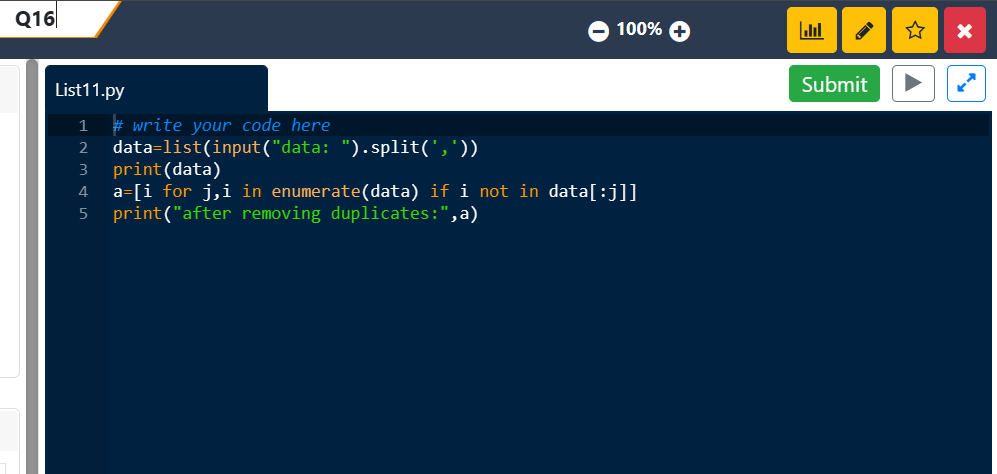 Q16
100%
List11.py
Submit
1 # write your code here
2 data=list(input("data: ").split(','))
3 print(data)
4 a=[i for j,i in enumerate(data) if i not in data[:j]]
5 print("after removing duplicates:",a)